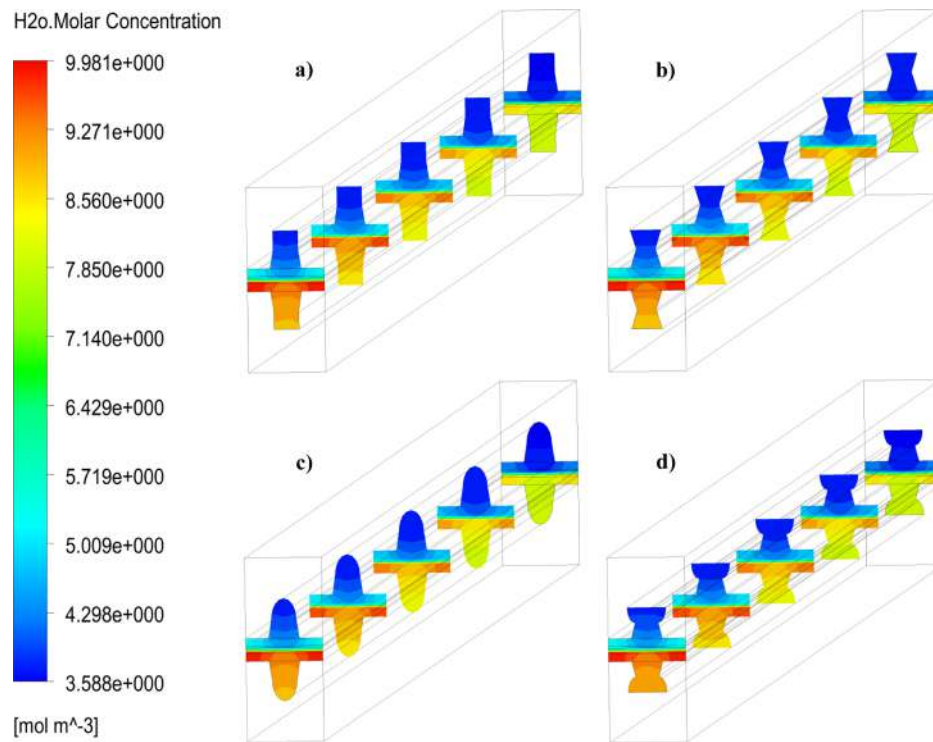 H2o.Molar Concentration
9.981e+000
9.271e+000
8.560e+000
7.850e+000
7.140e+000
6.429e+000
5.719e+000
5.009e+000
4.298e+000
3.588e+000
[mol m^-3]
a)
b)
c)
d)